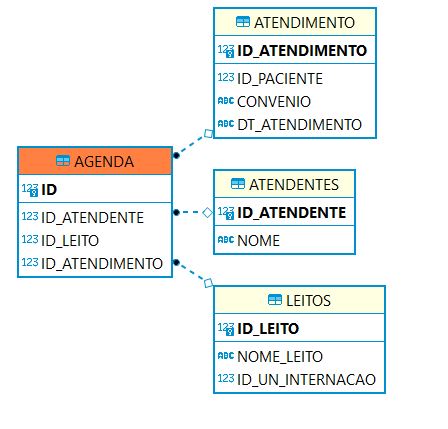 ATENDIMENTO
123 ID_ATENDIMENTO
123 ID_PACIENTE
ABC CONVENIO
ABC DT_ATENDIMENTO
AGENDA
123 ID
123 ID_ATENDENTE
123 ID_LEITO
123 ID_ATENDIMENTO
ATENDENTES
123 ID_ATENDENTE
ABC NOME
LEITOS
123 ID_LEITO
ABC NOME_LEITO
123 ID_UN_INTERNACAO